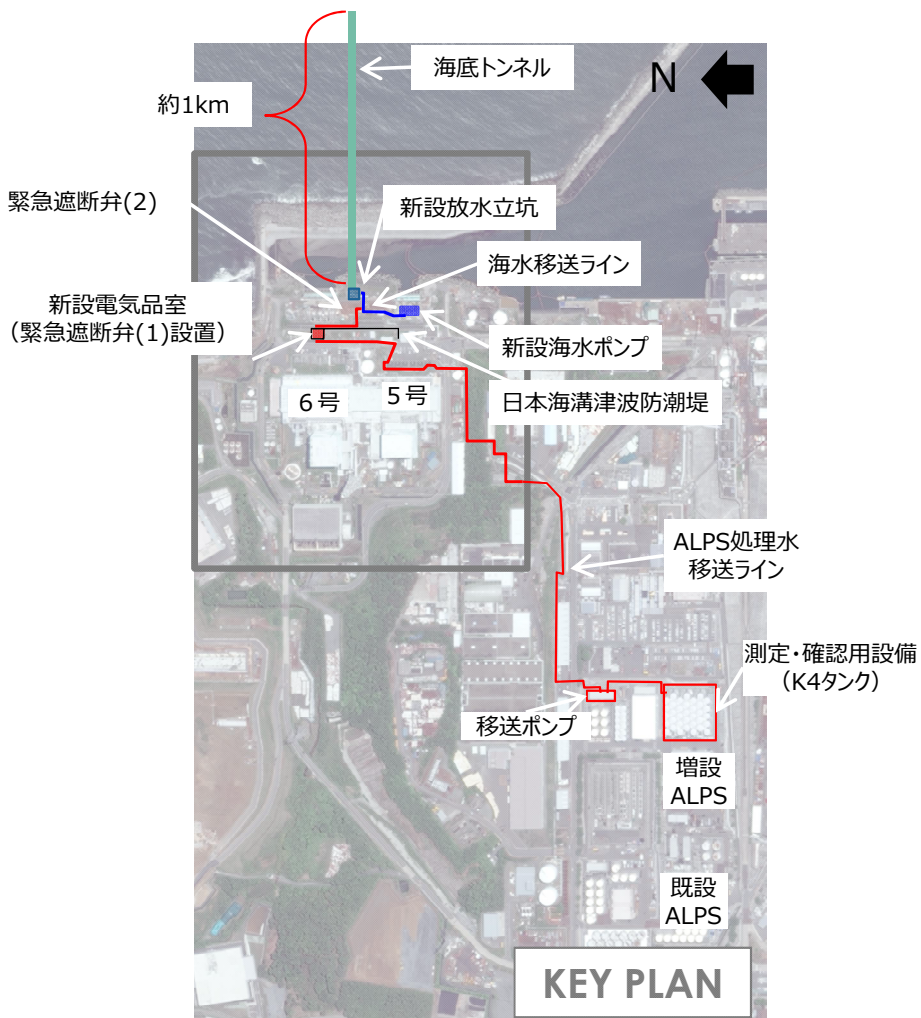 海底トンネル
N
約1km
緊急遮断弁(2)
新設放水立坑
海水移送ライン
新設電気品室
（緊急遮断弁(1)設置）
新設海水ポンプ
６号
５号
日本海溝津波防潮堤
ALPS処理水
移送ライン
測定・確認用設備
（K4タンク）
移送ポンプ
増設
ALPS
既設
ALPS
KEY PLAN